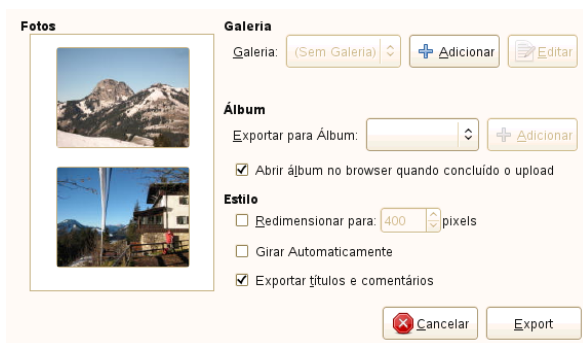 Fotos
Galeria
Galeria: (Sem Galeria) Adicionar Editar
Álbum
Exportar para Álbum: Adicionar
Abrir álbum no browser quando concluído o upload
Estilo
Redimensionar para: 400 pixels
Girar Automaticamente
Exportar títulos e comentários
Cancelar Export